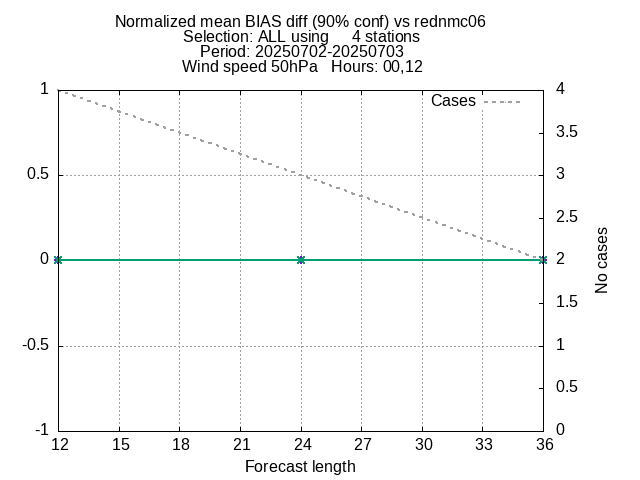 Normalized mean BIAS diff (90% conf) vs rednmc06
Selection: ALL using     4 stations
Period: 20250702-20250703
Wind speed 50hPa   Hours: 00,12
Cases
1
0.5
0
-0.5
-1
4
3.5
3
2.5
2
1.5
1
0.5
0
No cases
12 15 18 21 24 27 30 33 36
Forecast length